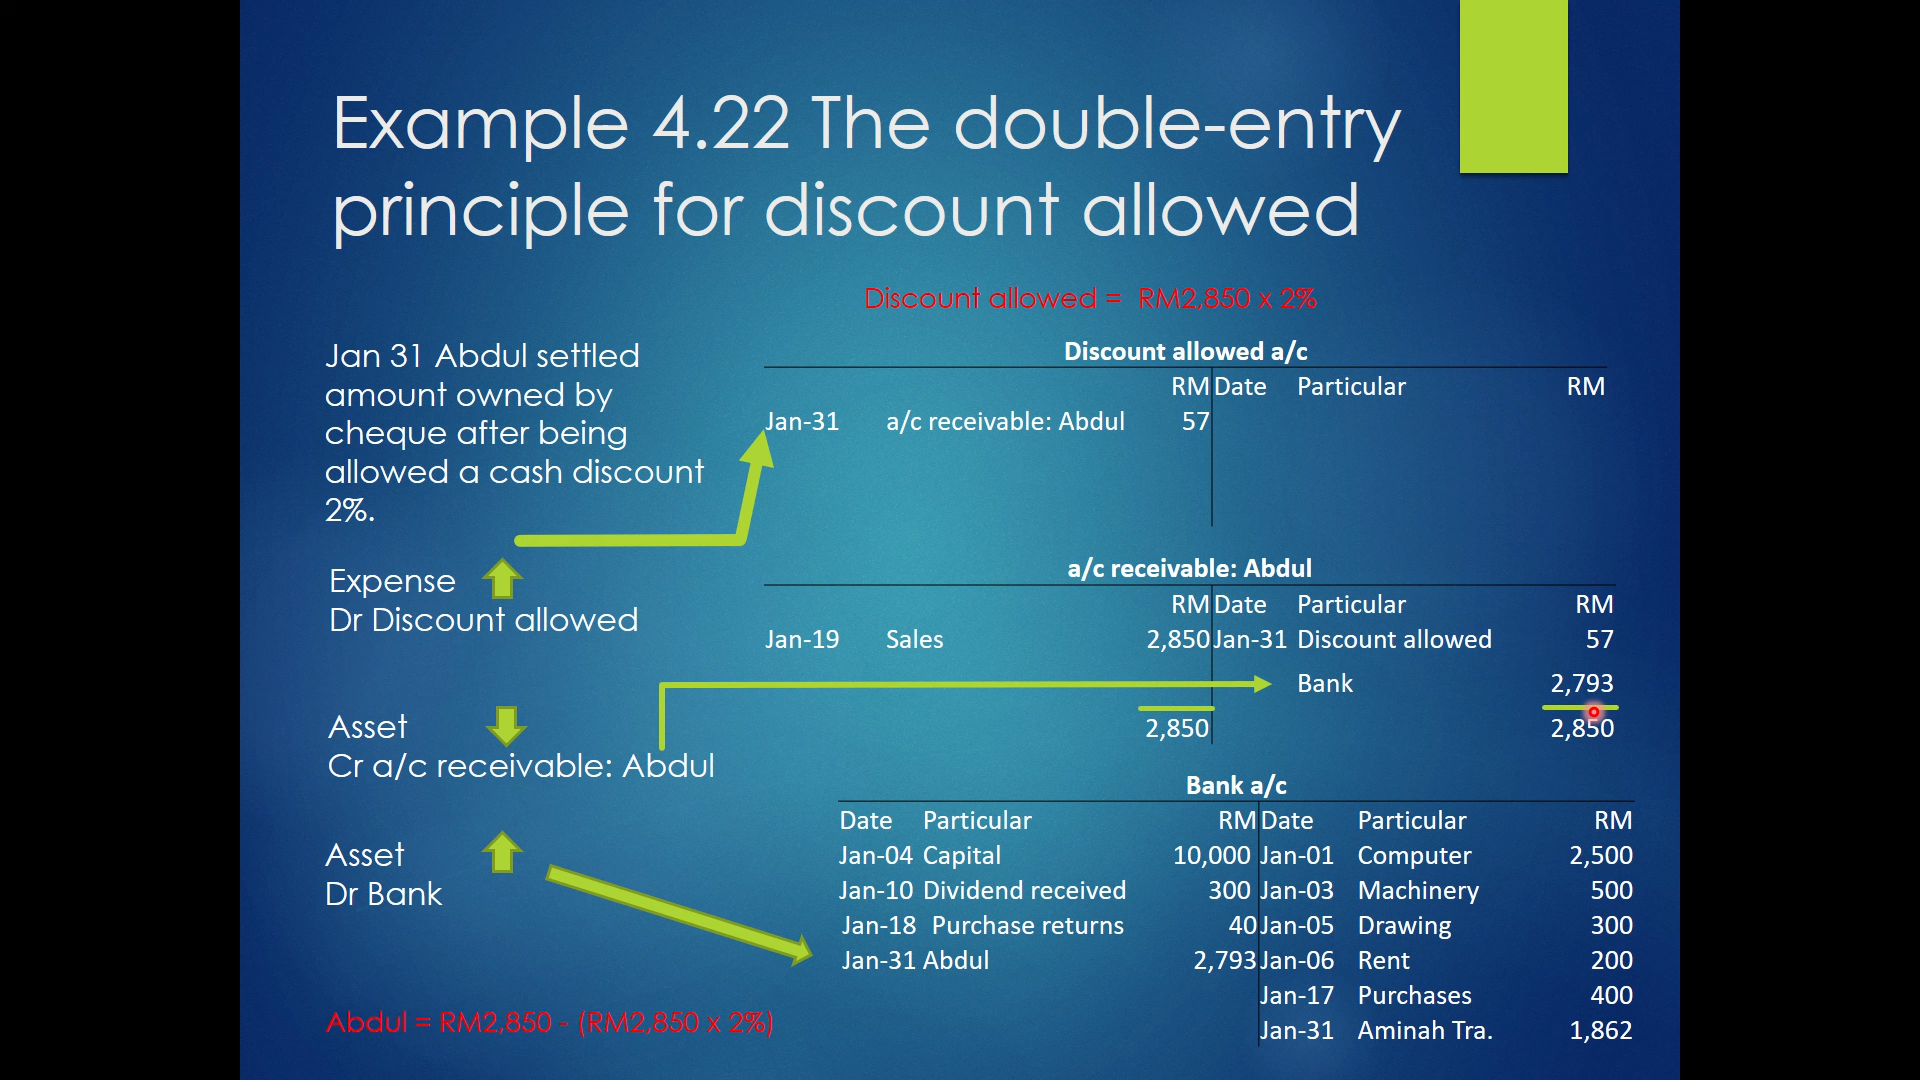 Example 4.22 The double-entry
principle for discount allowed
Discount allowed = RM2,850 x 2%
Jan 31 Abdul settled
amount owned by
cheque after being
allowed a cash discount
2%.
Expense
Dr Discount allowed
Asset
Cr a/c receivable: Abdul
Asset
Dr Bank
Abdul = RM2,850 - (RM2,850 x 2%)
Discount allowed a/c
RM Date Particular RM
Jan-31 a/c receivable: Abdul 57
a/c receivable: Abdul
RM Date Particular RM
Jan-19 Sales 2,850 Jan-31 Discount allowed 57
Bank 2,793
2,850 2,850
Bank a/c
Date Particular RM Date Particular RM
Jan-04 Capital 10,000 Jan-01 Computer 2,500
Jan-10 Dividend received 300 Jan-03 Machinery 500
Jan-18 Purchase returns 40 Jan-05 Drawing 300
Jan-31 Abdul 2,793 Jan-06 Rent 200
Jan-17 Purchases 400
Jan-31 Aminah Tra. 1,862